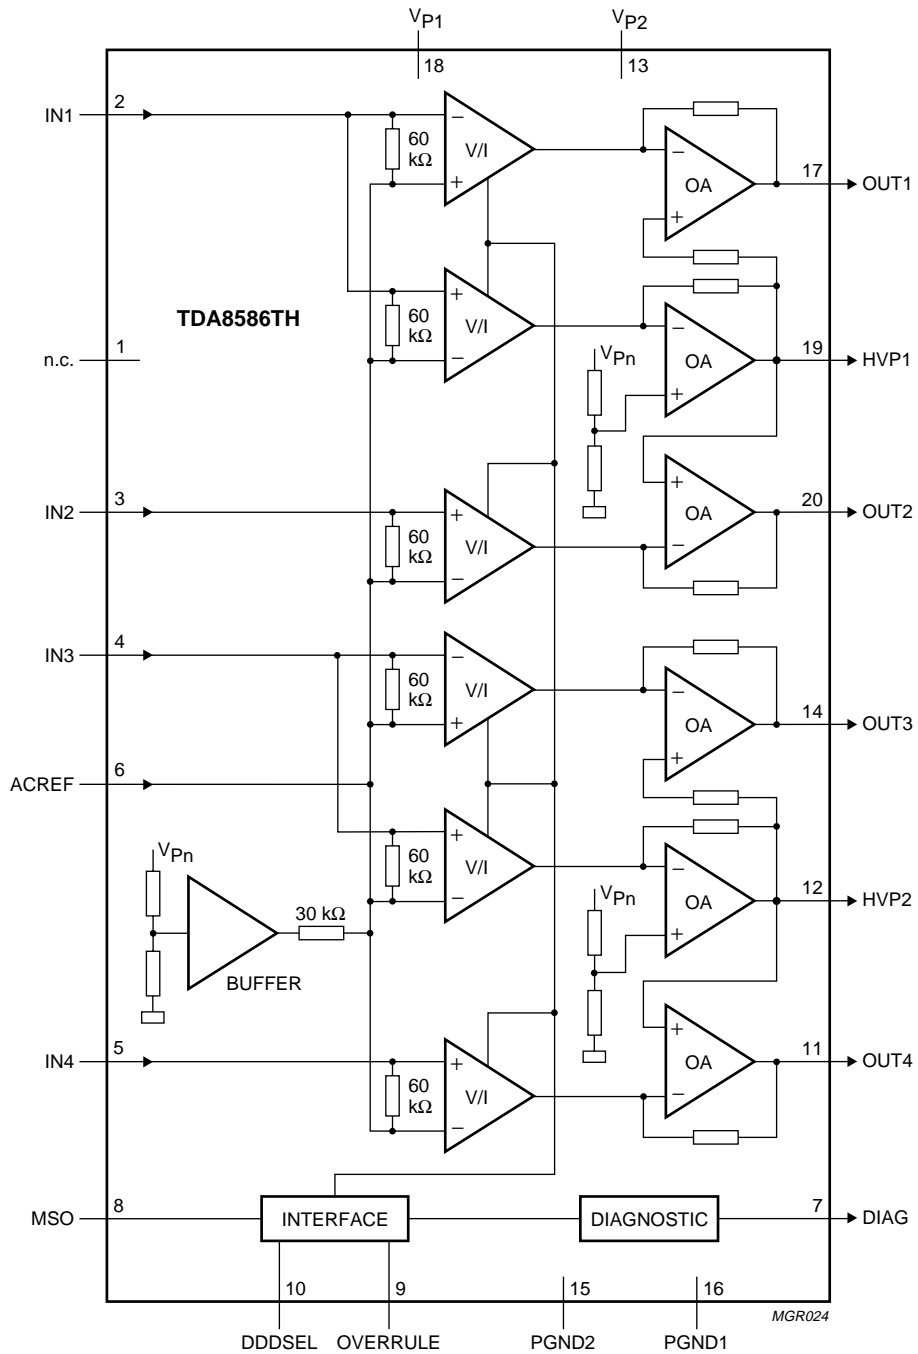 VP1
VP2
18
13
IN1
2
60
kΩ
−
V/I
+
−
OA
+
17
OUT1
TDA8586TH
60
kΩ
+
V/I
−
−
OA
+
VPn
19
HVP1
n.c.
1
IN2
3
60
kΩ
+
V/I
−
+
OA
−
20
OUT2
IN3
4
60
kΩ
−
V/I
+
−
OA
+
14
OUT3
ACREF
6
60
kΩ
+
V/I
−
−
OA
+
VPn
12
HVP2
VPn
30 kΩ
BUFFER
IN4
5
60
kΩ
+
V/I
−
+
OA
−
11
OUT4
MSO
8
INTERFACE
DIAGNOSTIC
7
DIAG
10
9
15
16
MGR024
DDDSEL
OVERRULE
PGND2
PGND1